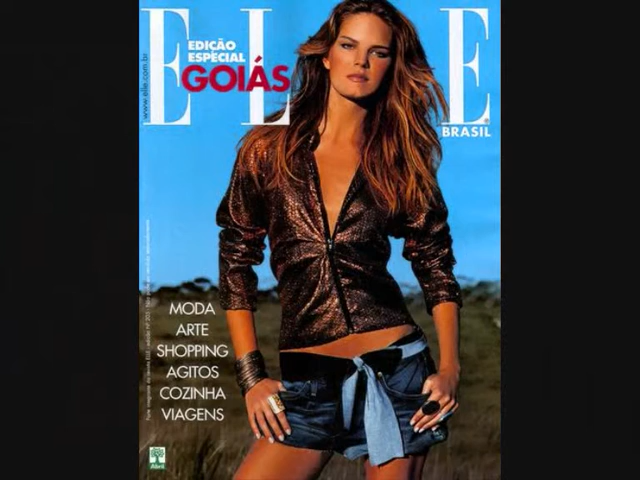 www.elle.com.br
ELLE
EDIÇÃO
ESPECIAL
GOIÁS
BRASIL
MODA
ARTE
SHOPPING
AGITOS
COZINHA
VIAGENS
Abril